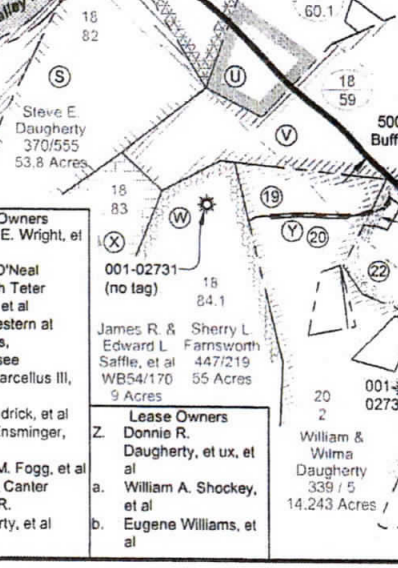 alley
60.1
18
82
S
U
18
59
Steve E.
Daugherty
370/555
53.8 Acres
V
500
Buff
18
83
W
19
X
Y
20
001-02731
(no tag)
18
84.1
22
James R. &
Edward L
Saffle, et al
WB54/170
9 Acres
Sherry L
Farnsworth
447/219
55 Acres
001-
0273
20
2
William &
Wilma
Daugherty
339 / 5
14.243 Acres
Owners
E. Wright, et
O'Neal
h Teter
et al
estern at
s,
see
arcellus III,
drick, et al
nsminger,
M. Fogg, et al
Canter
R.
rty, et al
Lease Owners
Z. Donnie R.
Daugherty, et ux, et
al
a. William A. Shockey,
et al
b. Eugene Williams, et
al